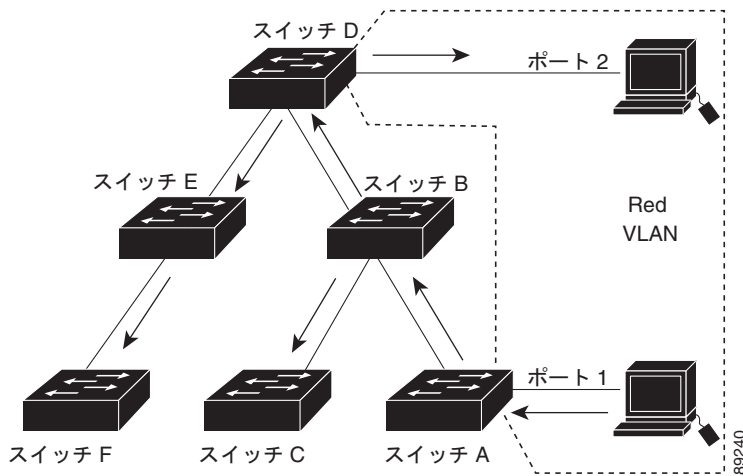 スイッチ D
ポート 2
スイッチ E
スイッチ B
Red
VLAN
ポート 1
スイッチ F
スイッチ C
スイッチ A
89240